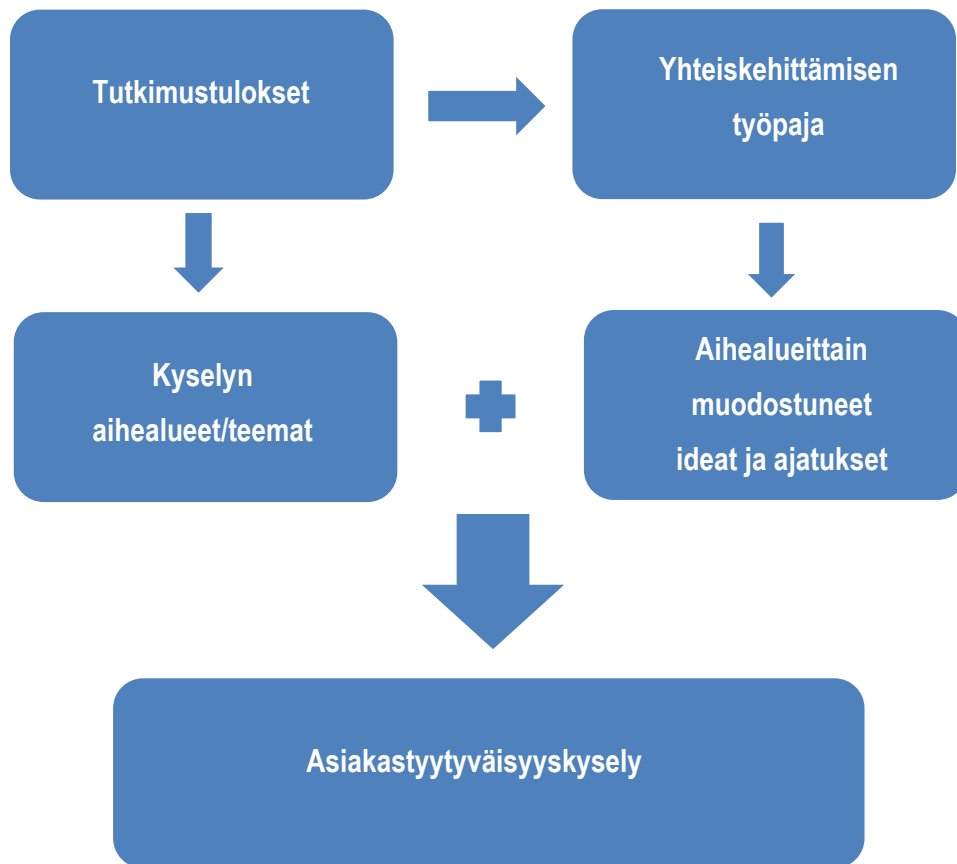 Tutkimustulokset
Yhteiskehittämisen
työpaja
Kyselyn
aihealueet/teemat
Aihealueittain
muodostuneet
ideat ja ajatukset
Asiakastyytyväisyyskysely